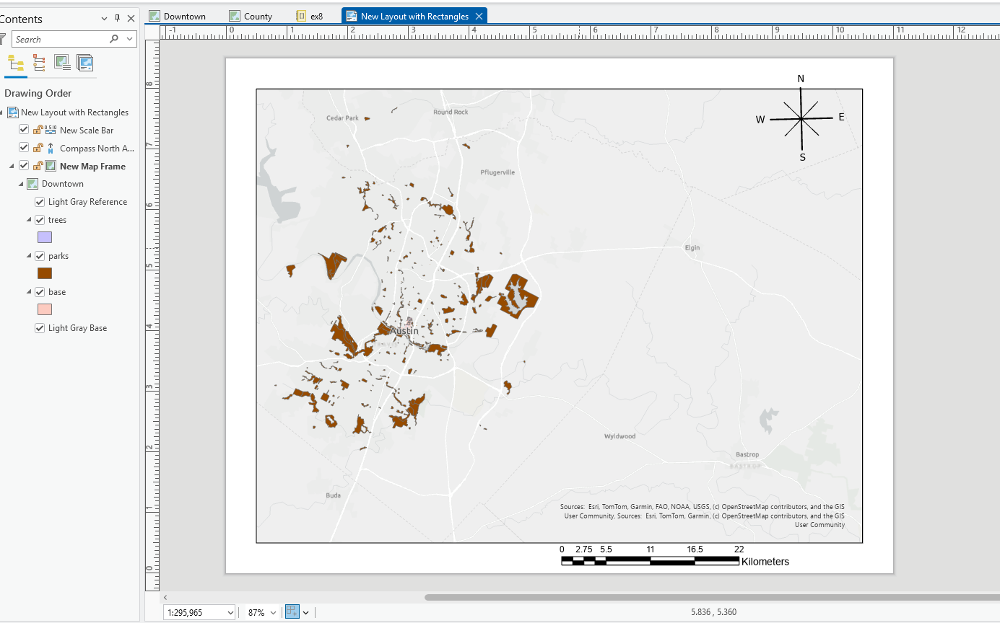 Contents
Search
Drawing Order
New Layout with Rectangles
New Scale Bar
Compass North A...
New Map Frame
Downtown
Light Gray Reference
trees
parks
base
Light Gray Base
Downtown
County
ex8
New Layout with Rectangles
-1 0 1 2 3 4 5 6 7 8 9 10 11 12
8
7
6
5
4
3
2
1
0
N
W E
S
Cedar Park
Round Rock
Pflugerville
Elgin
Austin
Wyldwood
Bastrop
BASTROP
Buda
Sources: Esri, TomTom, Garmin, FAO, NOAA, USGS, (c) OpenStreetMap contributors, and the GIS
User Community, Sources: Esri, TomTom, Garmin, (c) OpenStreetMap contributors, and the GIS
User Community
0 2.75 5.5 11 16.5 22
Kilometers
1:295,965
87%
5.836 , 5.360